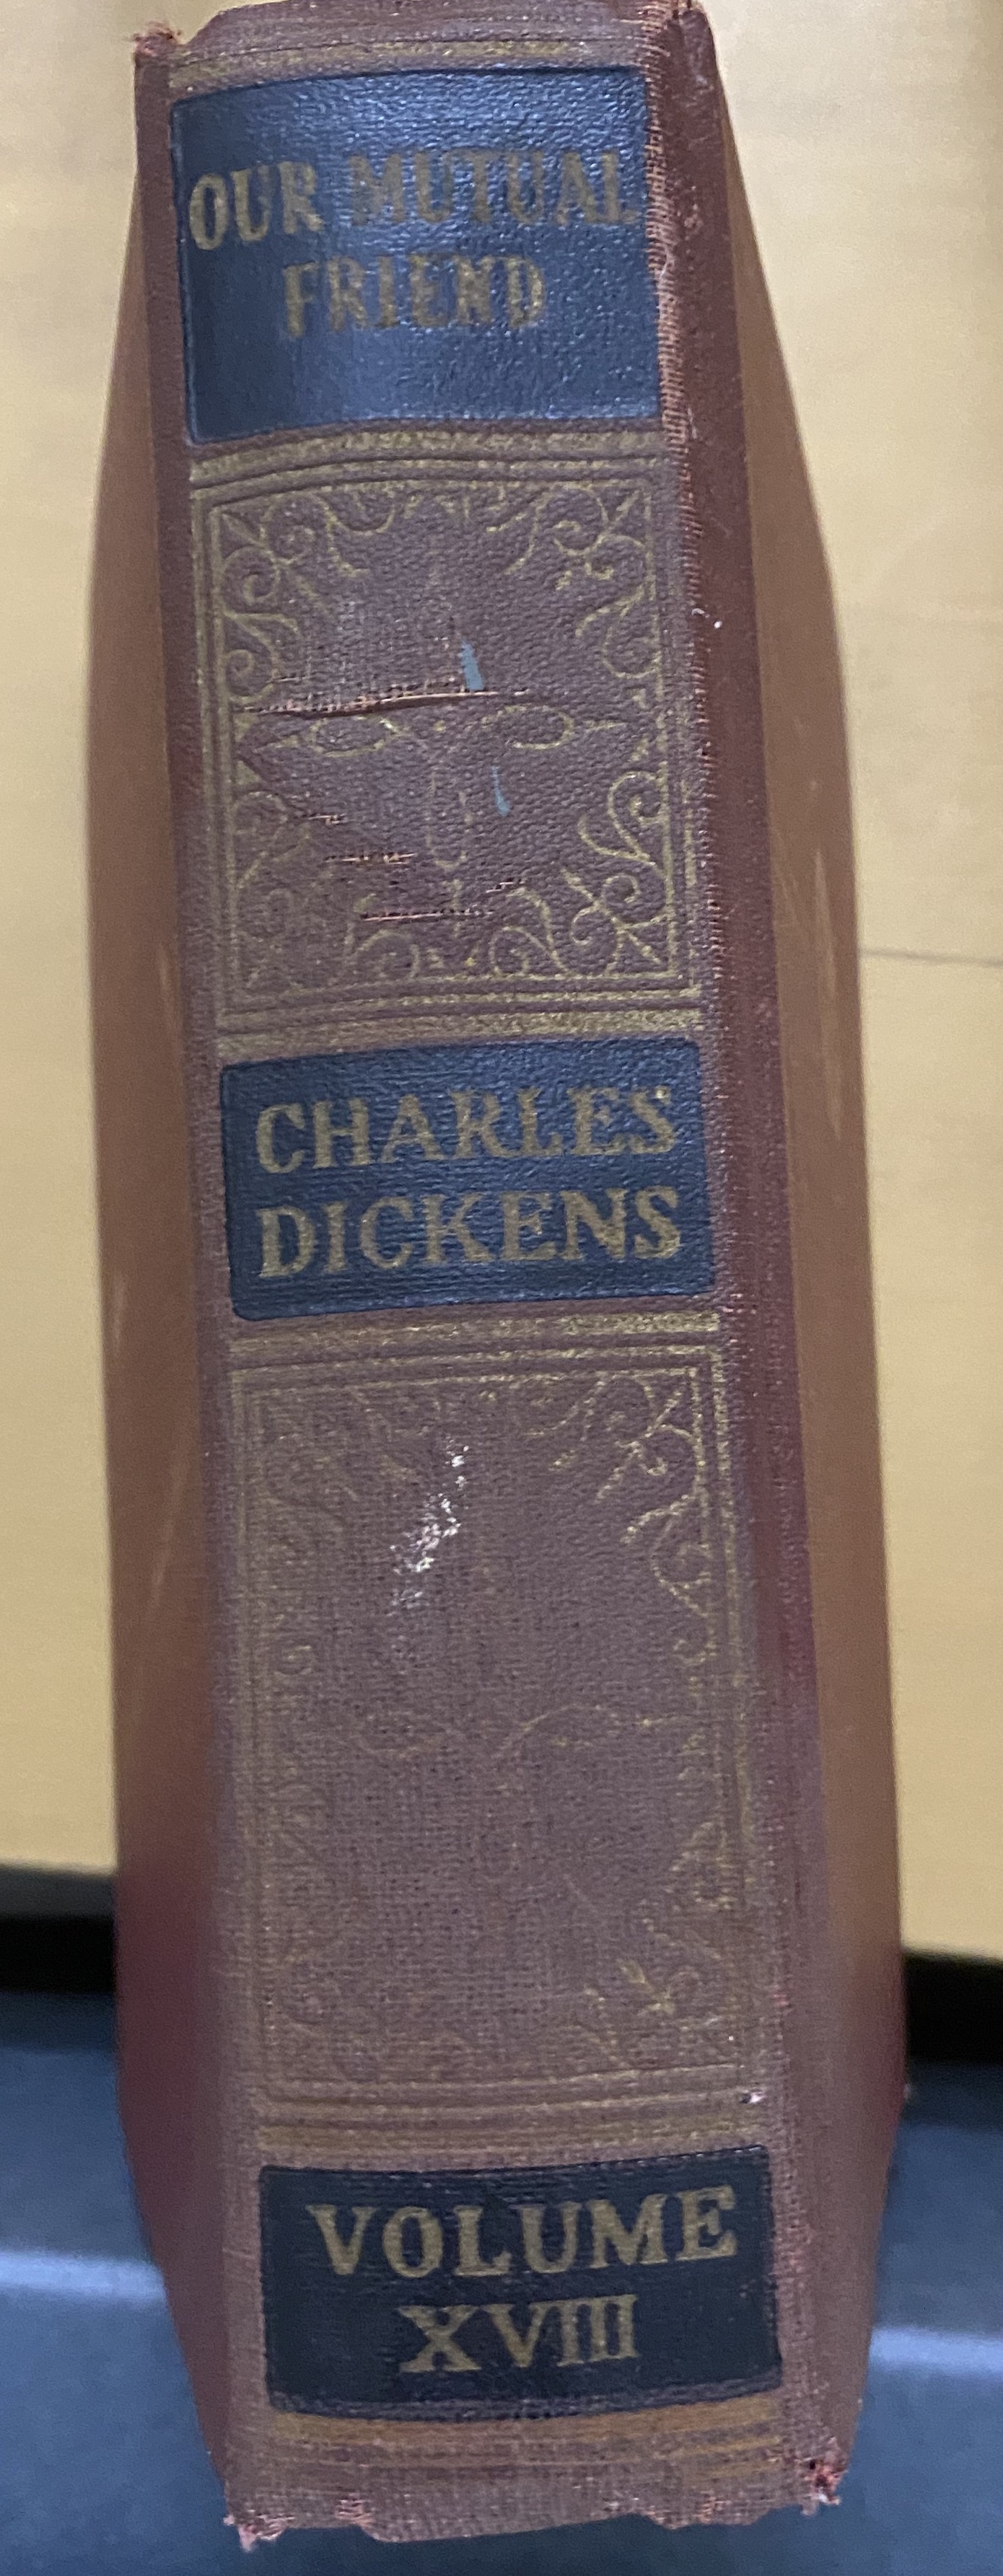 OUR MUTUAL
FRIEND
CHARLES
DICKENS
VOLUME
XVIII